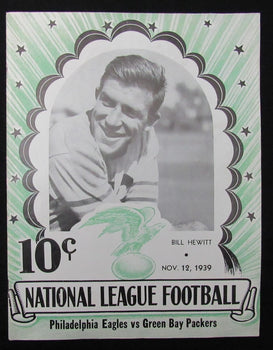 BILL HEWITT
NOV. 12, 1939
10¢
NATIONAL LEAGUE FOOTBALL
Philadelphia Eagles vs Green Bay Packers